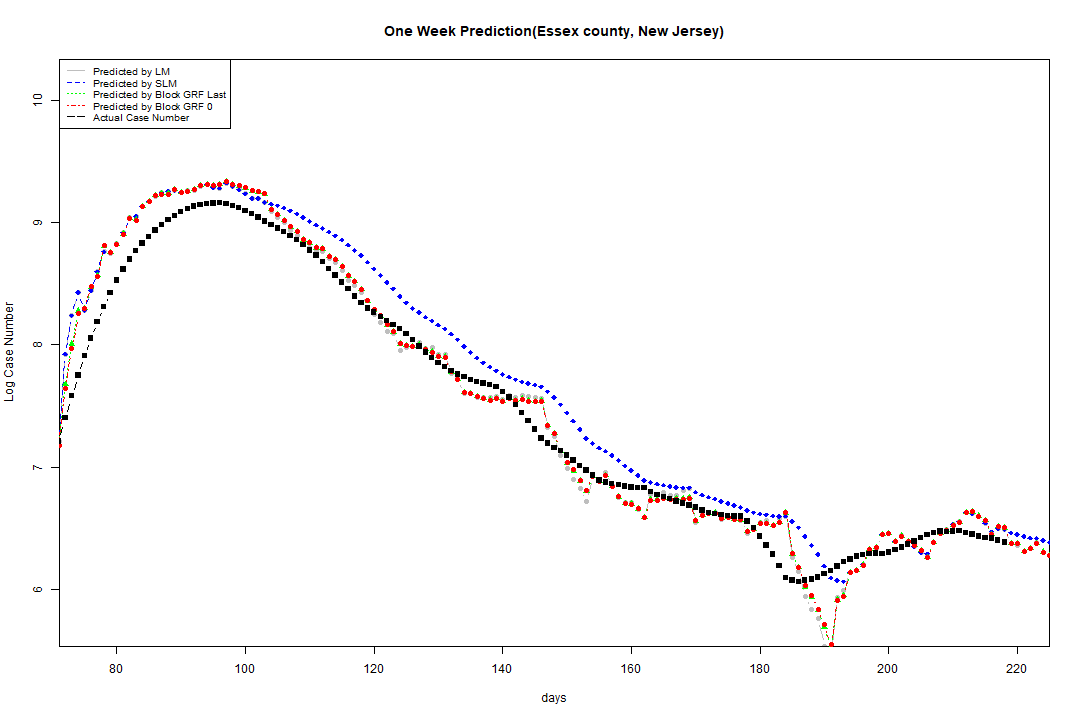 One Week Prediction(Essex county, New Jersey)
Predicted by LM
Predicted by SLM
Predicted by Block GRF Last
Predicted by Block GRF 0
Actual Case Number
10
9
8
7
6
Log Case Number
80 100 120 140 160 180 200 220
days